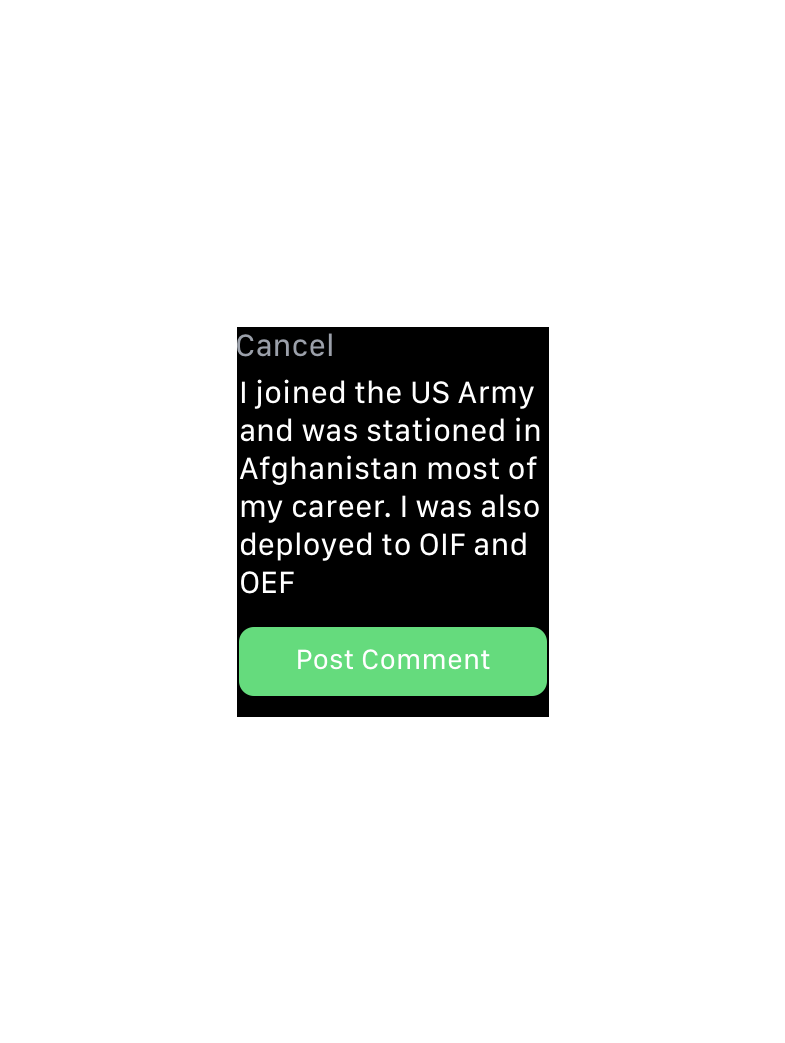 Cancel
I joined the US Army
and was stationed in
Afghanistan most of
my career. I was also
deployed to OIF and
OEF
Post Comment